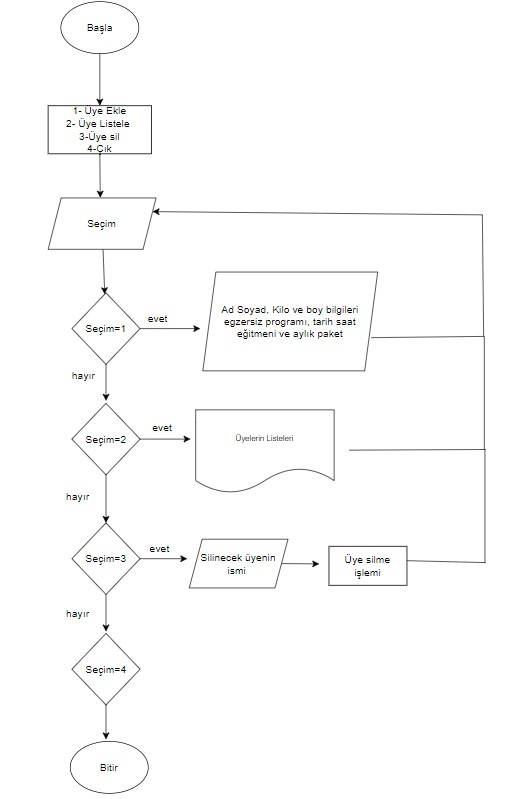 Başla
1- Üye Ekle
2- Üye Listele
3-Üye sil
4-Çık
Seçim
Seçim=1
evet
Ad Soyad, Kilo ve boy bilgileri
egzersiz programı, tarih saat
eğitmeni ve aylık paket
hayır
Seçim=2
evet
Üyelerin Listeleri
hayır
Seçim=3
evet
Silinecek üyenin
ismi
Üye silme
işlemi
hayır
Seçim=4
Bitir